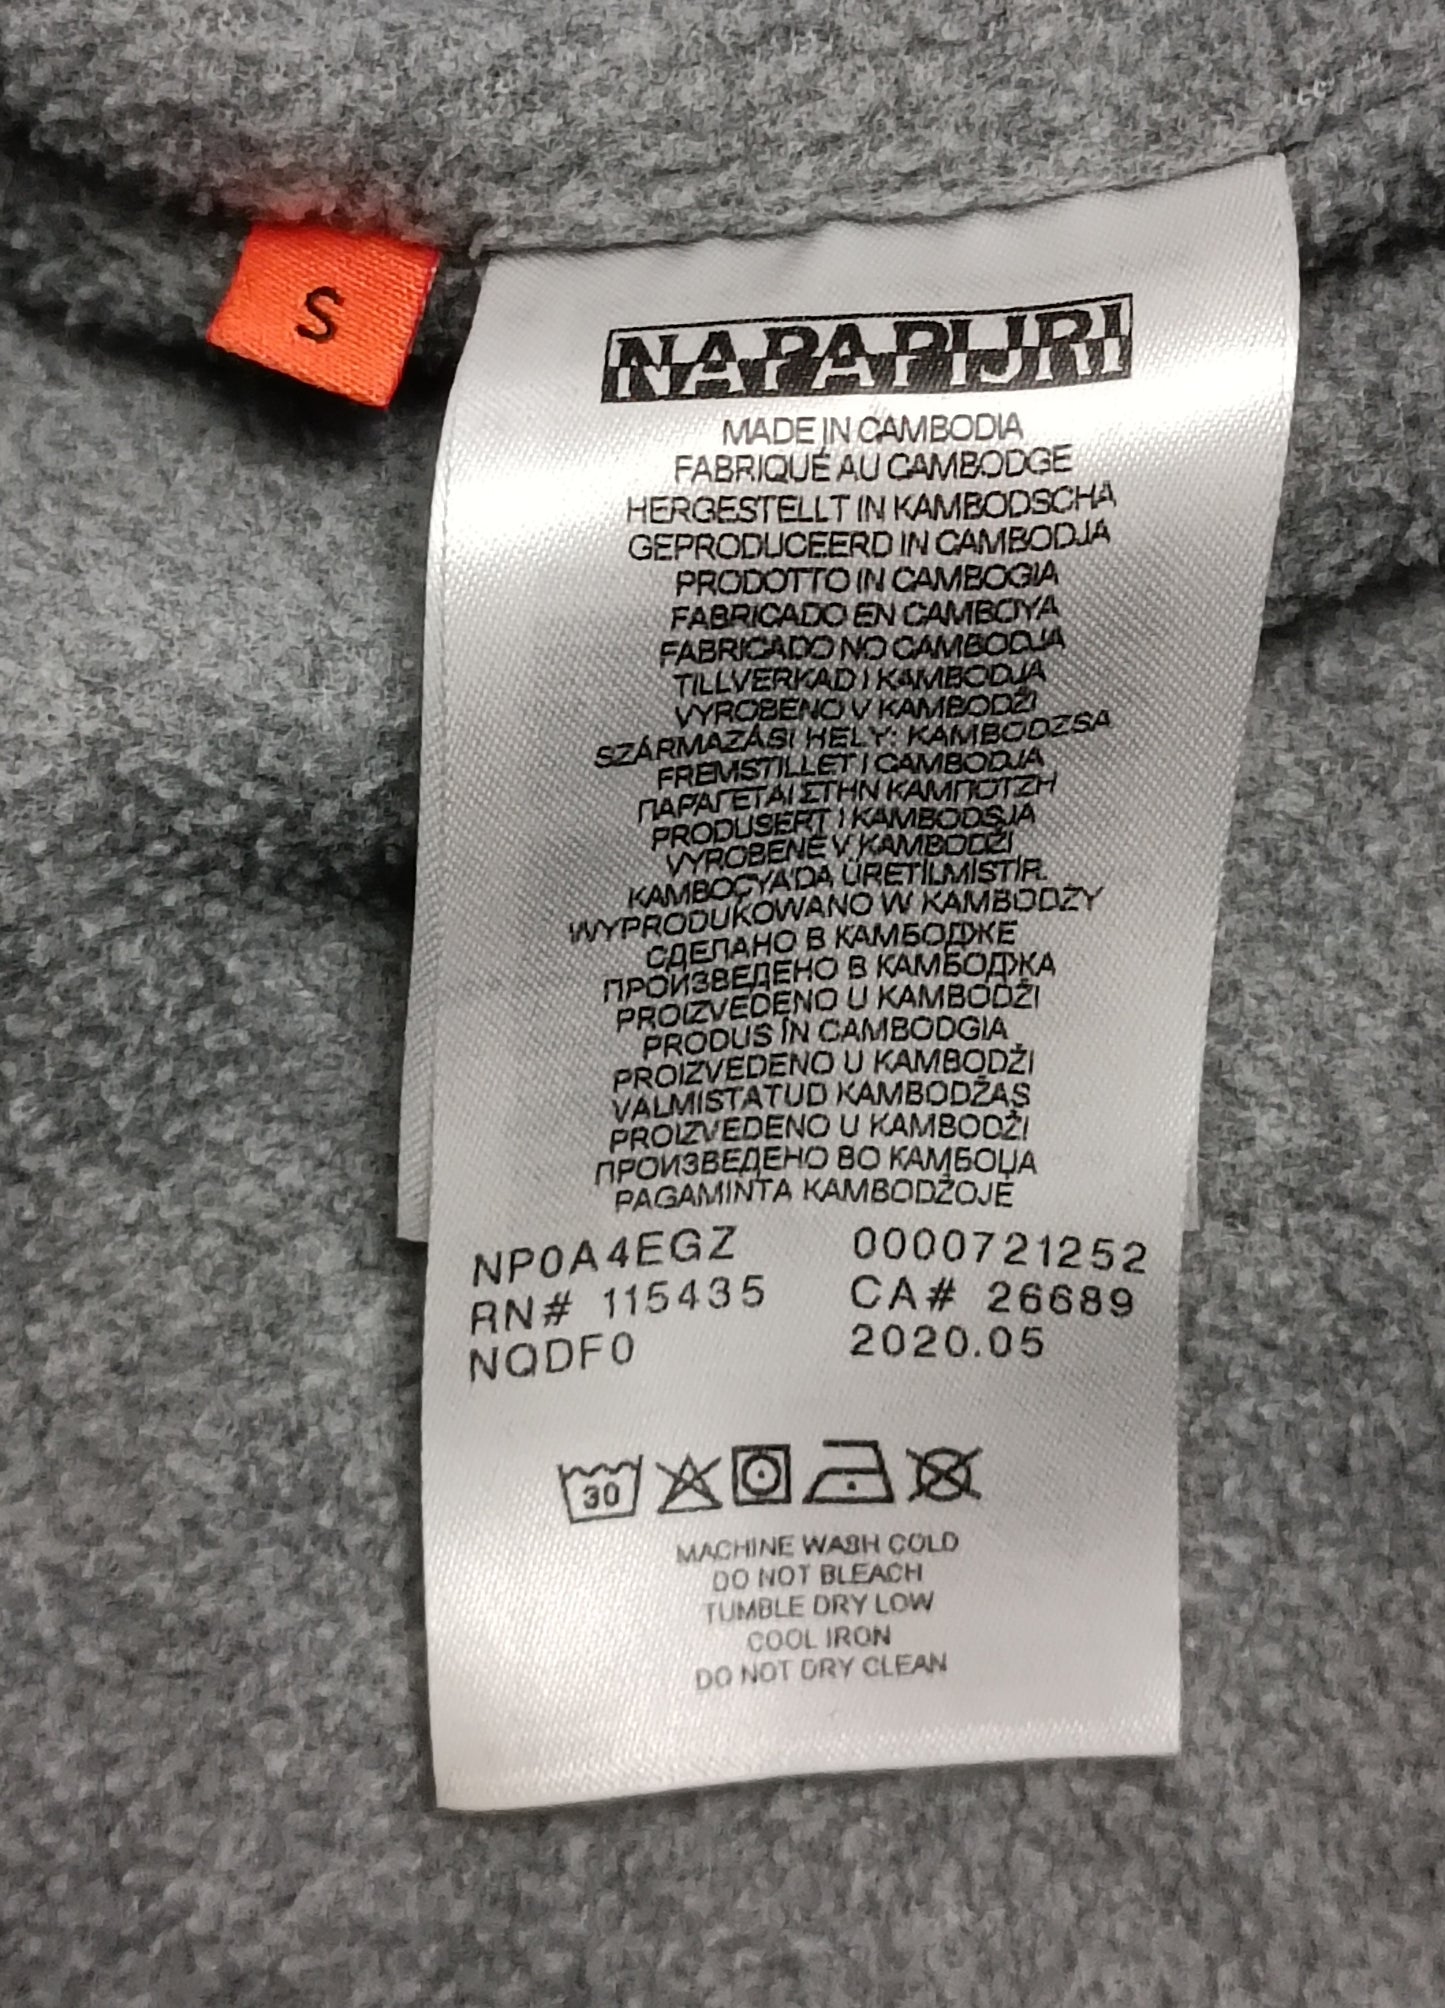 S
NAPAPIJRI
MADE IN CAMBODIA
FABRIQUÉ AU CAMBODGE
HERGESTELLT IN KAMBODSCHA
GEPRODUCEERD IN CAMBODJA
PRODOTTO IN CAMBOGIA
FABRICADO EN CAMBOYA
FABRICADO NO CAMBODJA
TILLVERKAD I KAMBODJA
VYROBENO V KAMBODŽI
SZÁRMAZÁSI HELY: KAMBODZSA
FREMSTILLET I CAMBODJA
ΠΑΡΑΓΕΤΑΙ ΣΤΗΝ ΚΑΜΠΟΤΖΗ
PRODUSERT I KAMBODSJA
VYROBENÉ V KAMBODŽI
KAMBOÇYA'DA ÜRETİLMİSTİR.
WYPRODUKOWANO W KAMBODŻY
СДЕЛАНО В КАМБОДЖЕ
ПРОИЗВЕДЕНО В КАМБОДЖА
PROIZVEDENO U KAMBODŽI
PRODUS ÎN CAMBODGIA
PROIZVEDENO U KAMBODŽI
VALMISTATUD KAMBODŽAS
PROIZVEDENO U KAMBODŽI
ПРОИЗВЕДЕНО ВО КАМБОЏА
PAGAMINTA KAMBODŽOJE
NP0A4EGZ 0000721252
RN# 115435 CA# 26689
NQDF0 2020.05
30
MACHINE WASH COLD
DO NOT BLEACH
TUMBLE DRY LOW
COOL IRON
DO NOT DRY CLEAN